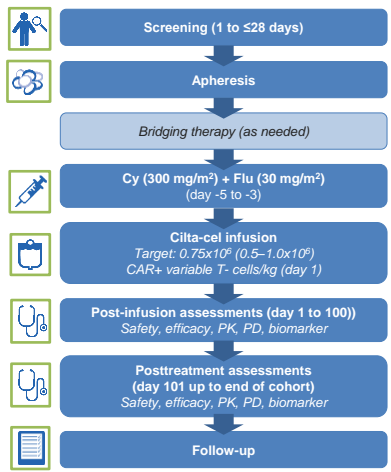 Screening (1 to ≤28 days)
Apheresis
Bridging therapy (as needed)
Cy (300 mg/m²) + Flu (30 mg/m²)
(day -5 to -3)
Cilta-cel infusion
Target: 0.75x10⁶ (0.5–1.0x10⁶)
CAR+ variable T- cells/kg (day 1)
Post-infusion assessments (day 1 to 100))
Safety, efficacy, PK, PD, biomarker
Posttreatment assessments
(day 101 up to end of cohort)
Safety, efficacy, PK, PD, biomarker
Follow-up